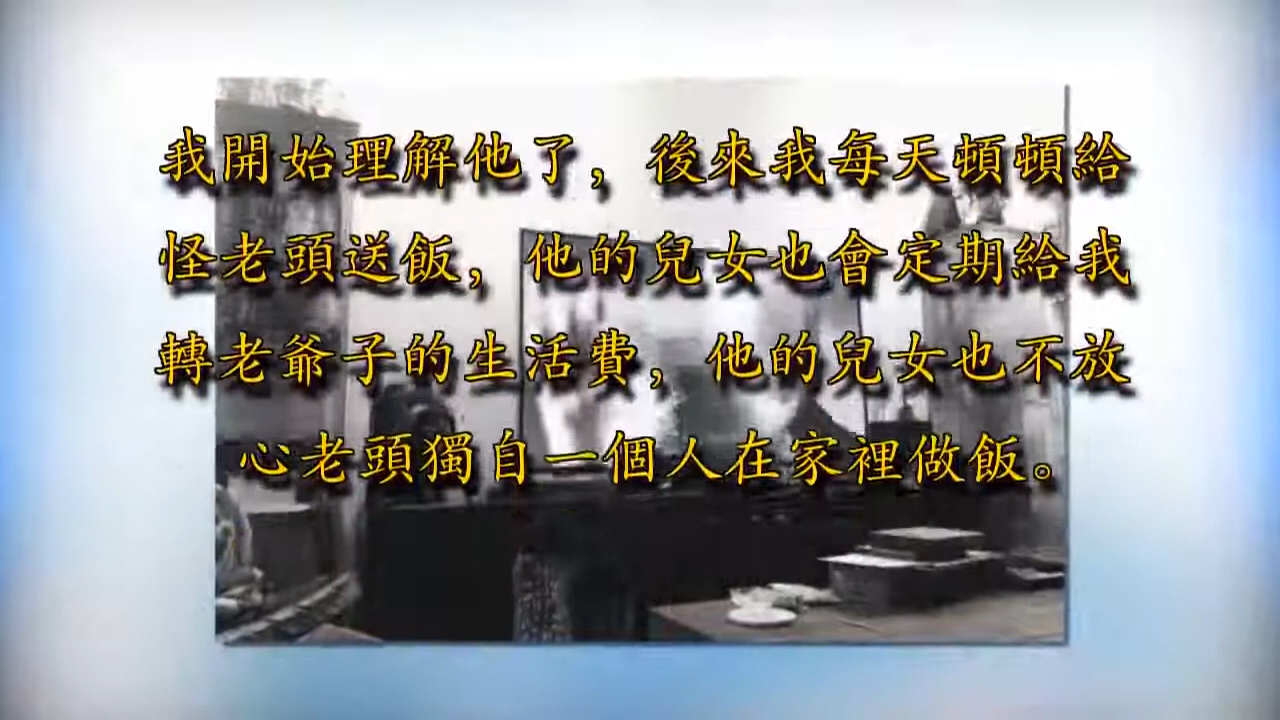 我開始理解他了，後來我每天頓頓給
怪老頭送飯，他的兒女也會定期給我
轉老爺子的生活費，他的兒女也不放
心老頭獨自一個人在家裡做飯。